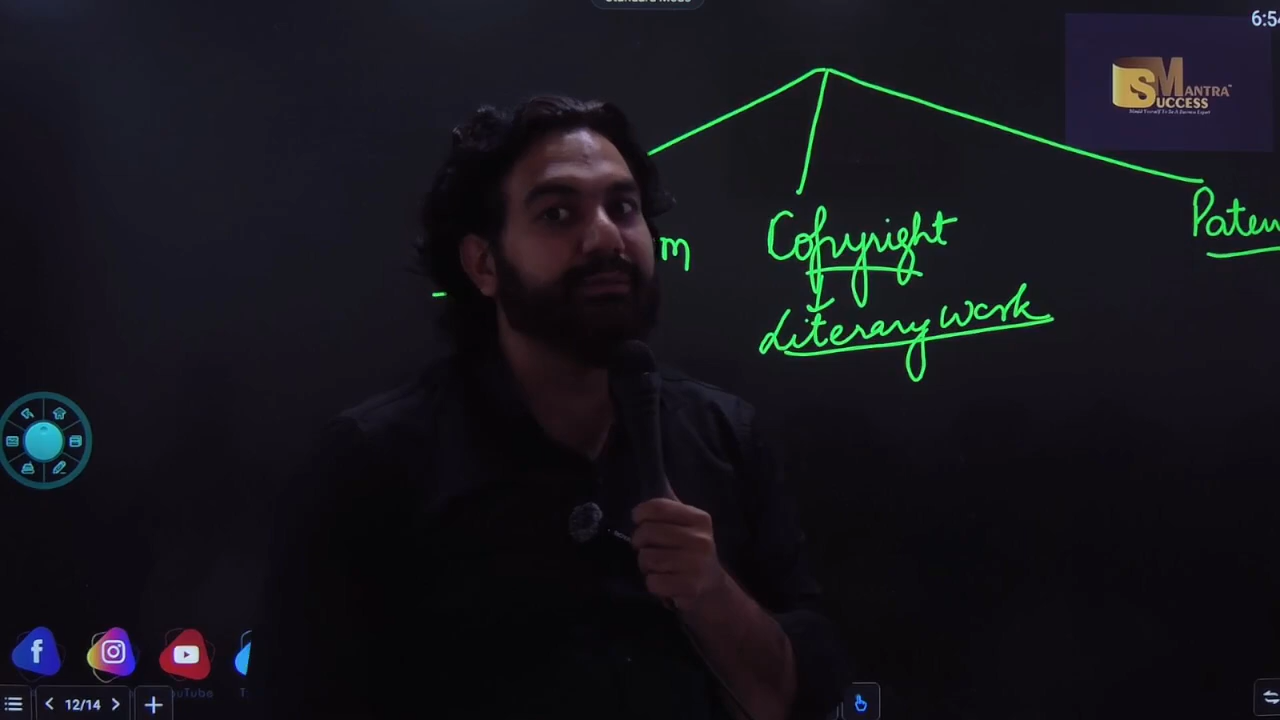 6:54
SMANTRA
SUCCESS
m
Copyright
Paten
Literary work
12/14